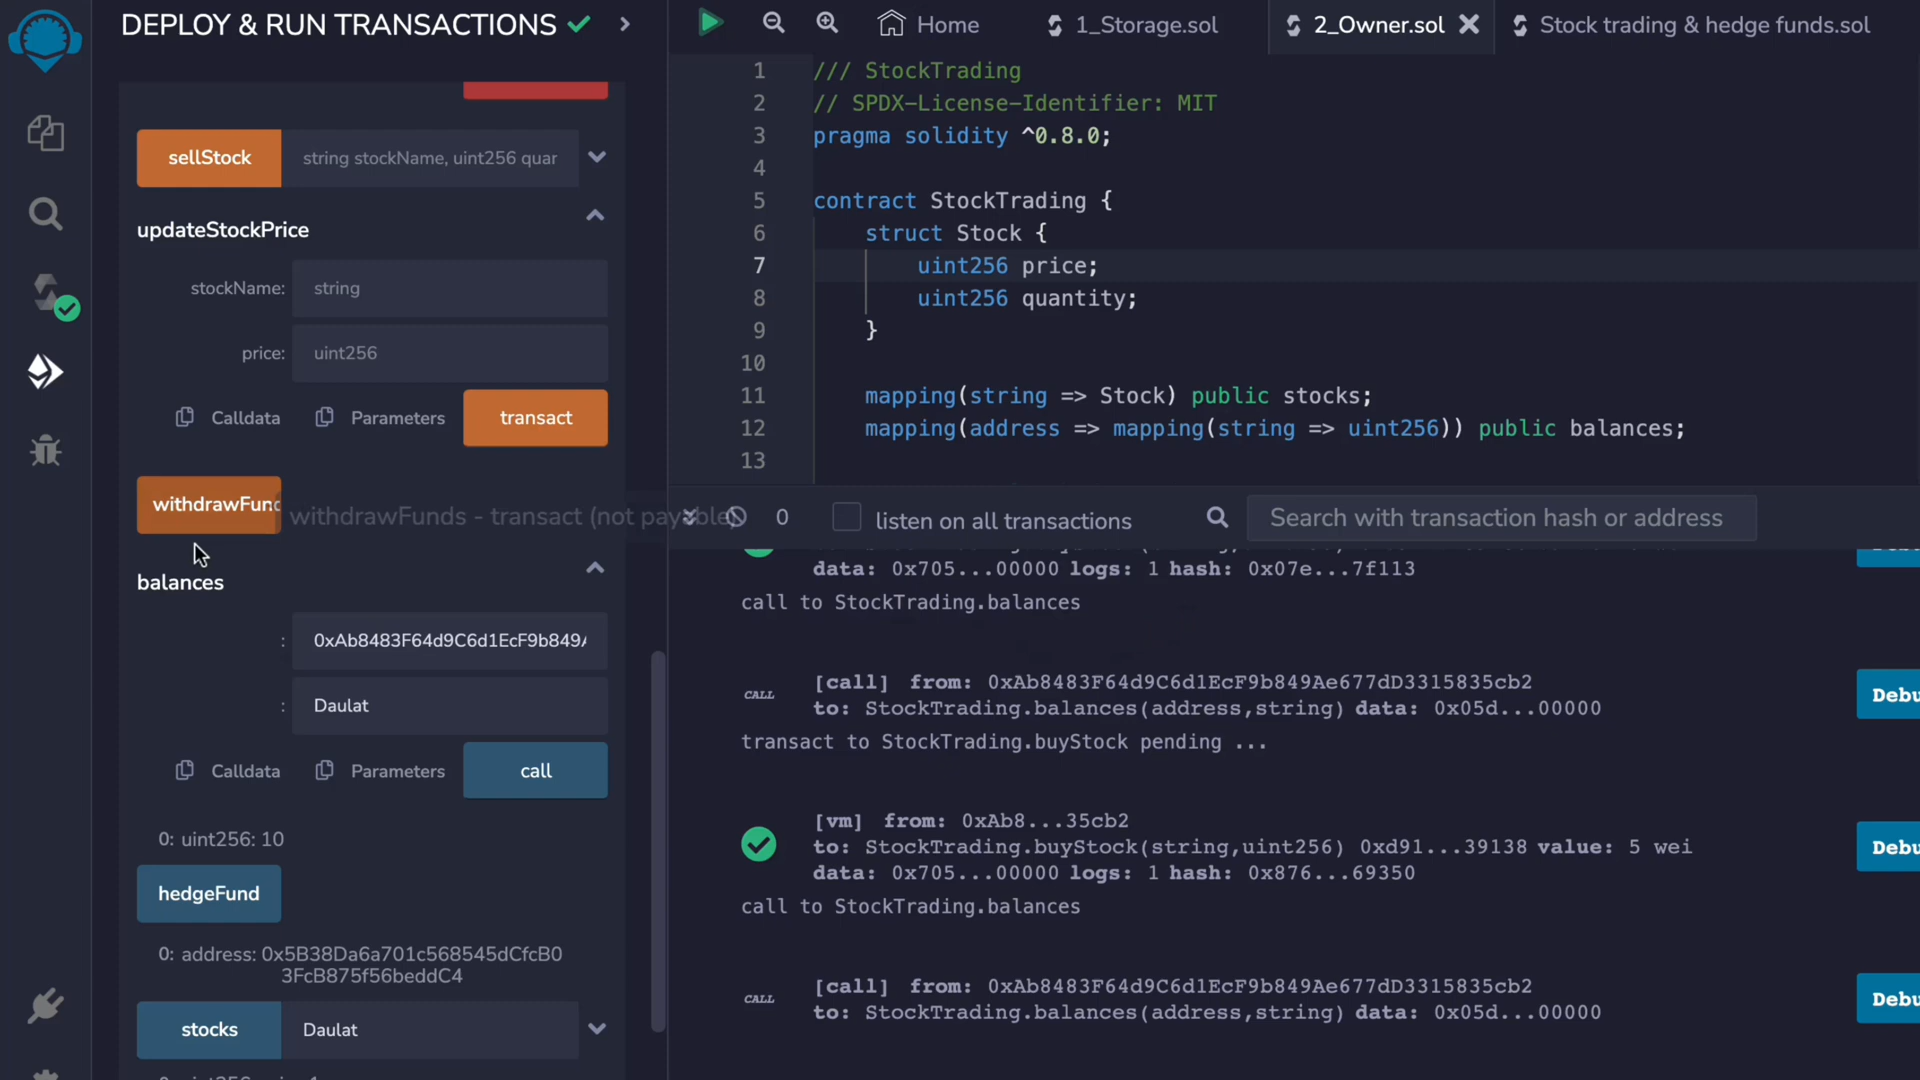 DEPLOY & RUN TRANSACTIONS
sellStock
string stockName, uint256 quar
updateStockPrice
stockName:
string
price:
uint256
Calldata
Parameters
transact
withdrawFun
withdrawFunds - transact (not payable)
balances
:
0xAb8483F64d9C6d1EcF9b849
:
Daulat
Calldata
Parameters
call
0: uint256: 10
hedgeFund
0: address: 0x5B38Da6a701c568545dCfcB0
3FcB875f56beddC4
stocks
Daulat
Home
1_Storage.sol
2_Owner.sol
Stock trading & hedge funds.sol
1 /// StockTrading
2 // SPDX-License-Identifier: MIT
3 pragma solidity ^0.8.0;
4
5 contract StockTrading {
6 struct Stock {
7 uint256 price;
8 uint256 quantity;
9 }
10
11 mapping(string => Stock) public stocks;
12 mapping(address => mapping(string => uint256)) public balances;
13
0
listen on all transactions
Search with transaction hash or address
data: 0x705...00000 logs: 1 hash: 0x07e...7f113
call to StockTrading.balances
CALL
[call] from: 0xAb8483F64d9C6d1EcF9b849Ae677dD3315835cb2
to: StockTrading.balances(address,string) data: 0x05d...00000
Debu
transact to StockTrading.buyStock pending ...
[vm] from: 0xAb8...35cb2
to: StockTrading.buyStock(string,uint256) 0xd91...39138 value: 5 wei
data: 0x705...00000 logs: 1 hash: 0x876...69350
Debu
call to StockTrading.balances
CALL
[call] from: 0xAb8483F64d9C6d1EcF9b849Ae677dD3315835cb2
to: StockTrading.balances(address,string) data: 0x05d...00000
Debu